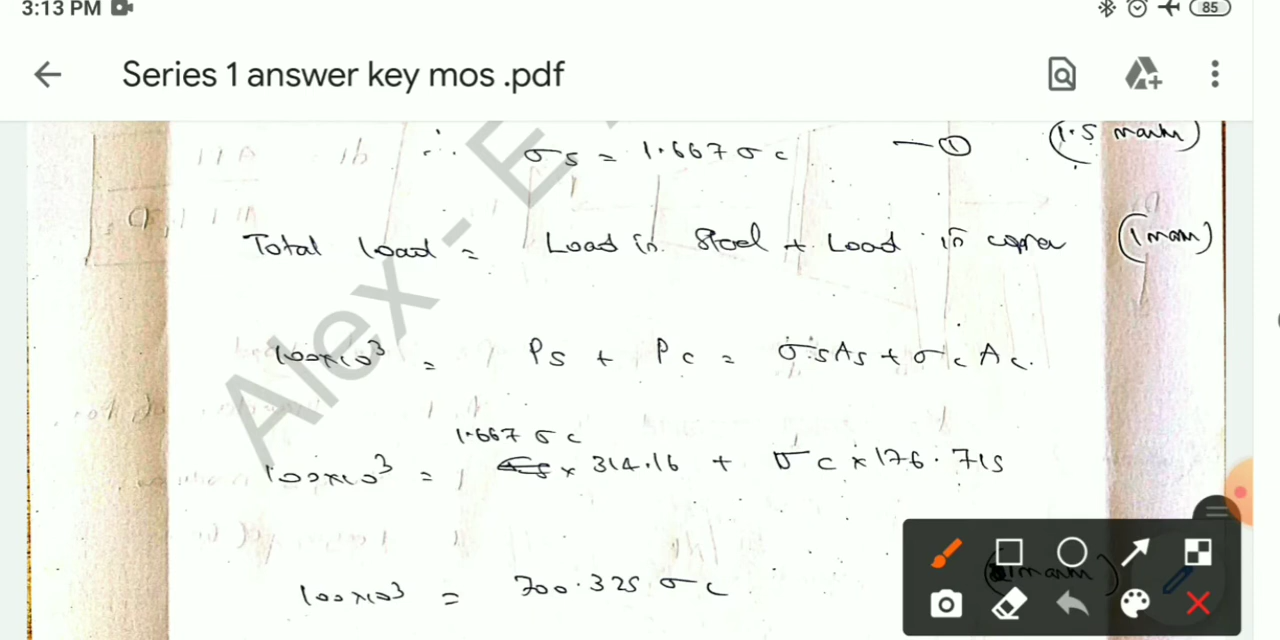 3:13 PM 85
Series 1 answer key mos .pdf
∴ σs = 1.667 σc — ① (1.5 mark)
Total load = Load in Steel + Load in copper (1 mark)
100×10³ = Ps + Pc = σsAs + σcAc.
1.667 σc
100×10³ = × 314.16 + σc × 176.715
100×10³ = 700.325 σc
Alex - E